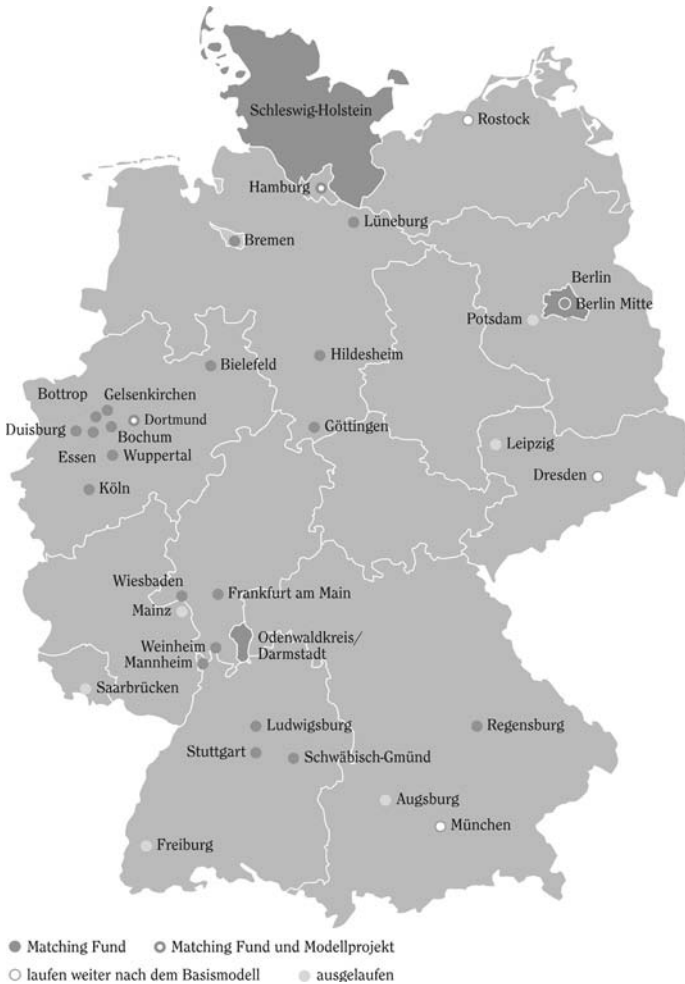 Schleswig-Holstein
Rostock
Hamburg
Lüneburg
Bremen
Berlin
Berlin Mitte
Potsdam
Hildesheim
Bielefeld
Bottrop
Gelsenkirchen
Dortmund
Duisburg
Bochum
Göttingen
Essen
Wuppertal
Leipzig
Dresden
Köln
Wiesbaden
Frankfurt am Main
Mainz
Weinheim
Odenwaldkreis/
Darmstadt
Mannheim
Saarbrücken
Ludwigsburg
Regensburg
Stuttgart
Schwäbisch-Gmünd
Augsburg
München
Freiburg
Matching Fund
Matching Fund und Modellprojekt
laufen weiter nach dem Basismodell
ausgelaufen